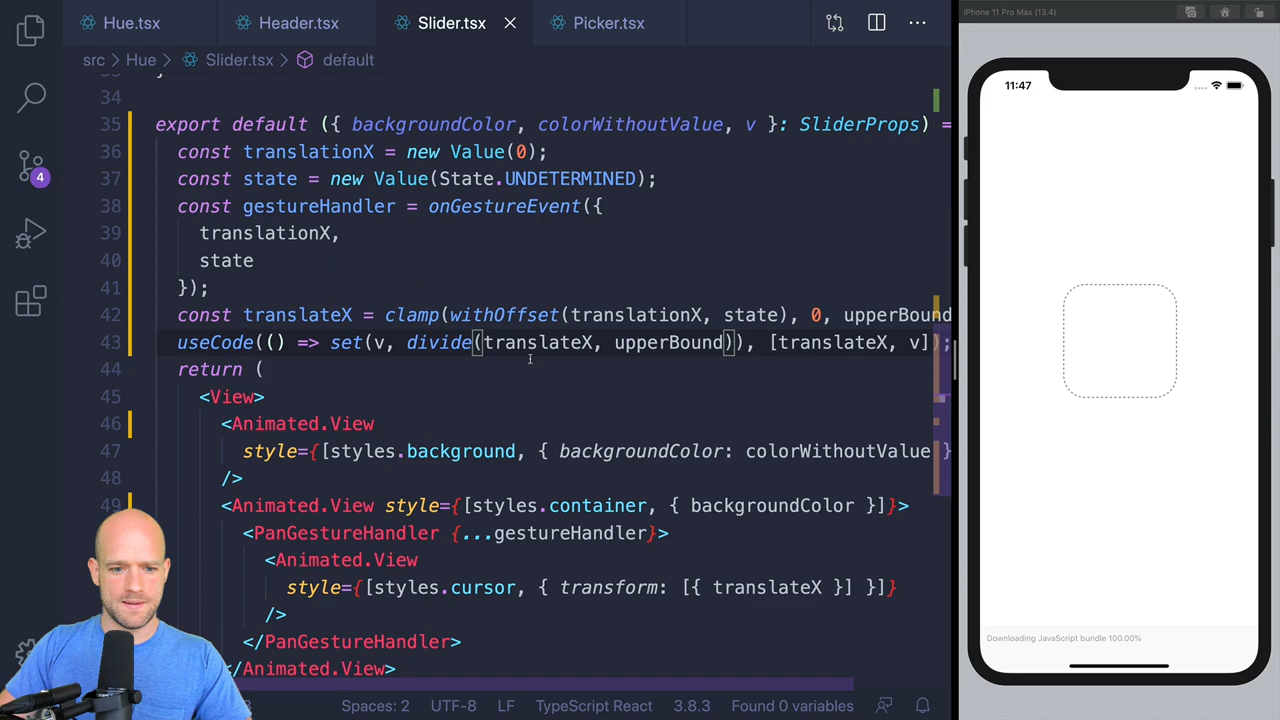 Hue.tsx
Header.tsx
Slider.tsx
Picker.tsx
src > Hue > Slider.tsx > default
34
35 export default ({ backgroundColor, colorWithoutValue, v }: SliderProps) =
36 const translationX = new Value(0);
37 const state = new Value(State.UNDETERMINED);
38 const gestureHandler = onGestureEvent({
39 translationX,
40 state
41 });
42 const translateX = clamp(withOffset(translationX, state), 0, upperBound
43 useCode(() => set(v, divide(translateX, upperBound)), [translateX, v]);
44 return (
45 <View>
46 <Animated.View
47 style={[styles.background, { backgroundColor: colorWithoutValue }
48 />
49 <Animated.View style={[styles.container, { backgroundColor }]}>
<PanGestureHandler {...gestureHandler}>
<Animated.View
style={[styles.cursor, { transform: [{ translateX }] }]}
/>
</PanGestureHandler>
</Animated.View>
4
Spaces: 2 UTF-8 LF TypeScript React 3.8.3 Found 0 variables
iPhone 11 Pro Max (13.4)
11:47
Downloading JavaScript bundle 100.00%